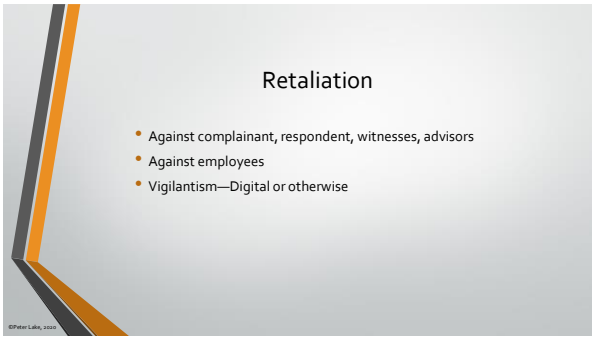 Retaliation
• Against complainant, respondent, witnesses, advisors
• Against employees
• Vigilantism—Digital or otherwise
©Peter Lake, 2020